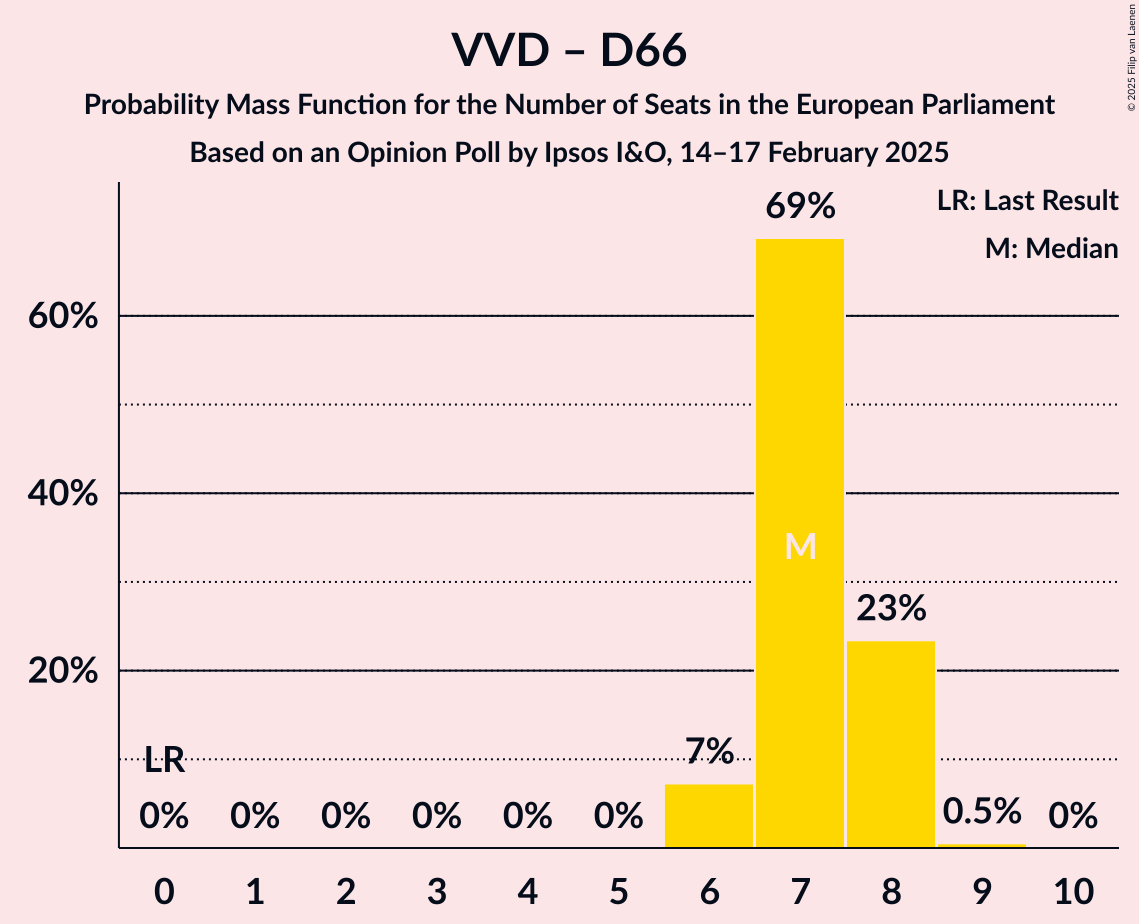 VVD – D66
Probability Mass Function for the Number of Seats in the European Parliament
Based on an Opinion Poll by Ipsos I&O, 14–17 February 2025
© 2025 Filip van Laenen
LR: Last Result
M: Median
69%
60%
40%
M
23%
20%
7%
LR
0% 0% 0% 0% 0% 0% 0.5% 0%
0 1 2 3 4 5 6 7 8 9 10